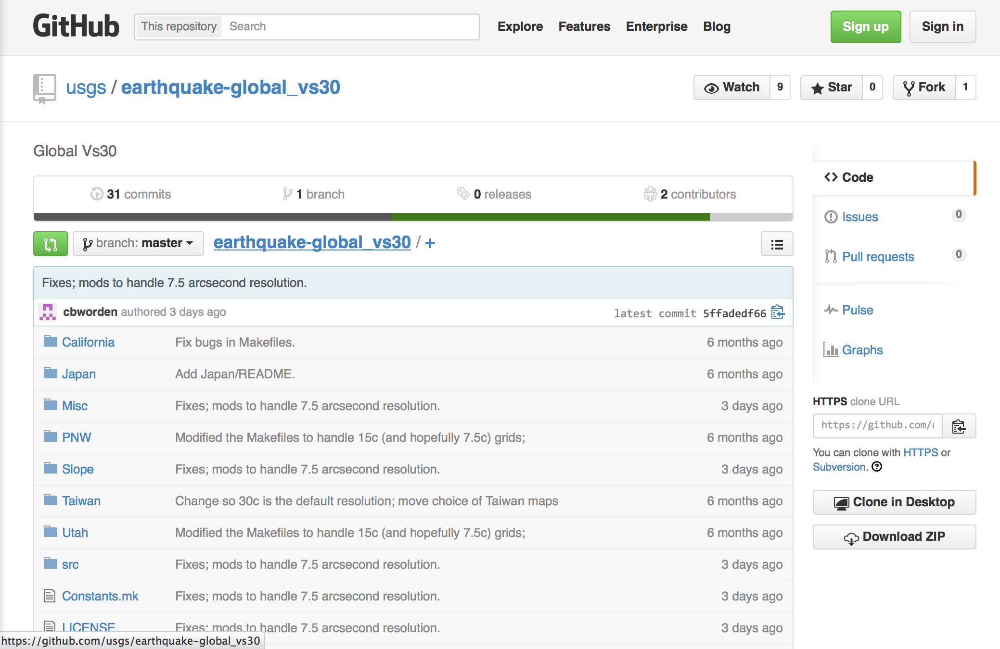 GitHub This repository Search Explore Features Enterprise Blog Sign up Sign in
usgs / earthquake-global_vs30 Watch 9 Star 0 Fork 1
Global Vs30
31 commits 1 branch 0 releases 2 contributors
branch: master earthquake-global_vs30 / +
Fixes; mods to handle 7.5 arcsecond resolution.
cbworden authored 3 days ago latest commit 5ffadedf66
California Fix bugs in Makefiles. 6 months ago
Japan Add Japan/README. 6 months ago
Misc Fixes; mods to handle 7.5 arcsecond resolution. 3 days ago
PNW Modified the Makefiles to handle 15c (and hopefully 7.5c) grids; 6 months ago
Slope Fixes; mods to handle 7.5 arcsecond resolution. 3 days ago
Taiwan Change so 30c is the default resolution; move choice of Taiwan maps 6 months ago
Utah Modified the Makefiles to handle 15c (and hopefully 7.5c) grids; 6 months ago
src Fixes; mods to handle 7.5 arcsecond resolution. 3 days ago
Constants.mk Fixes; mods to handle 7.5 arcsecond resolution. 3 days ago
LICENSE Fixes; mods to handle 7.5 arcsecond resolution. 3 days ago
https://github.com/usgs/earthquake-global_vs30
Code
Issues 0
Pull requests 0
Pulse
Graphs
HTTPS clone URL
https://github.com/u
You can clone with HTTPS or
Subversion.
Clone in Desktop
Download ZIP